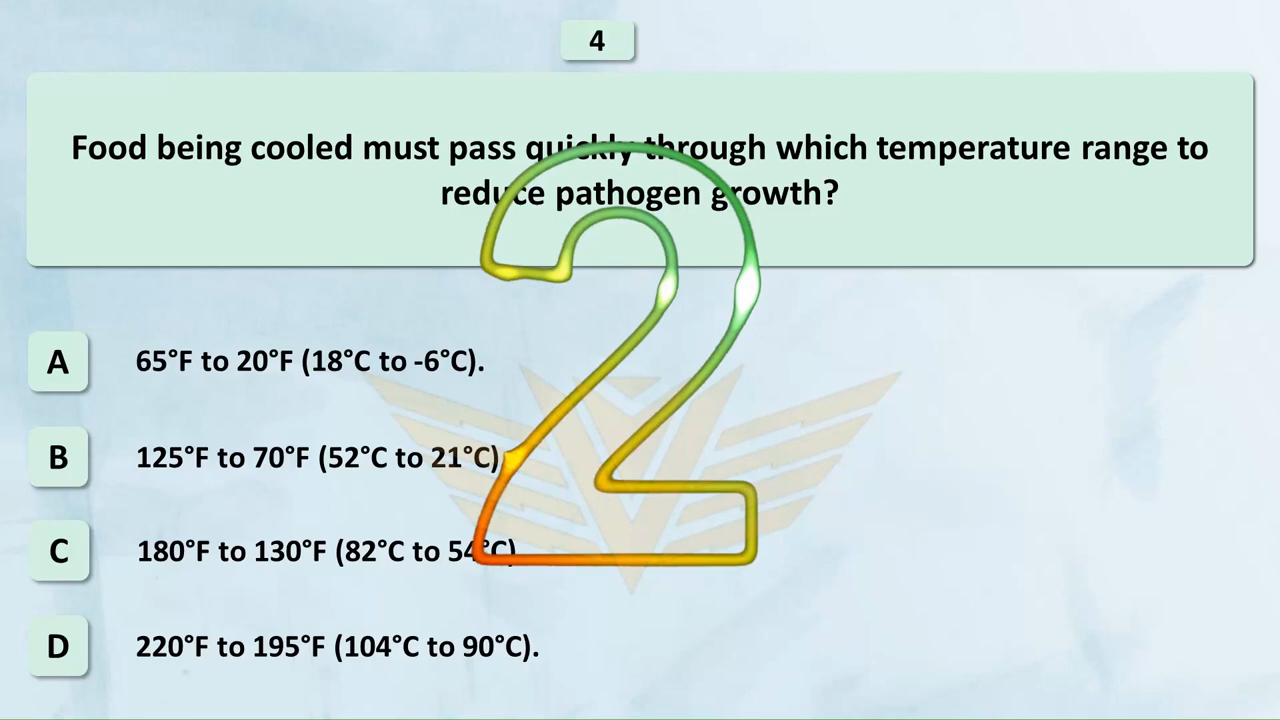 4
Food being cooled must pass quickly through which temperature range to
reduce pathogen growth?
2
A 65°F to 20°F (18°C to -6°C).
B 125°F to 70°F (52°C to 21°C)
C 180°F to 130°F (82°C to 54°C)
D 220°F to 195°F (104°C to 90°C).